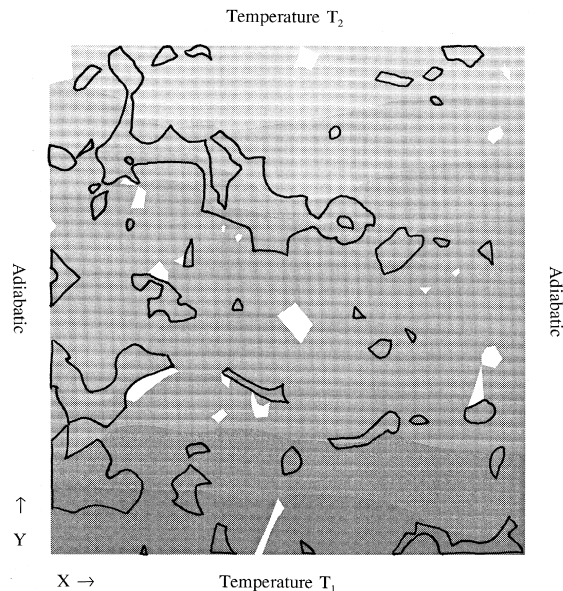 Temperature T₂
Adiabatic
Adiabatic
↑
Y
X →
Temperature T₁